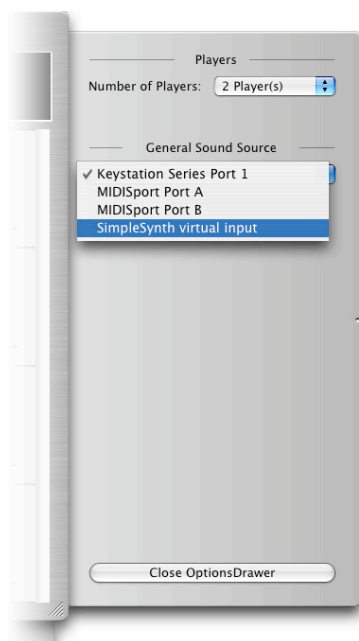 Players
Number of Players: 2 Player(s)
General Sound Source
✓ Keystation Series Port 1
MIDISport Port A
MIDISport Port B
SimpleSynth virtual input
Close OptionsDrawer